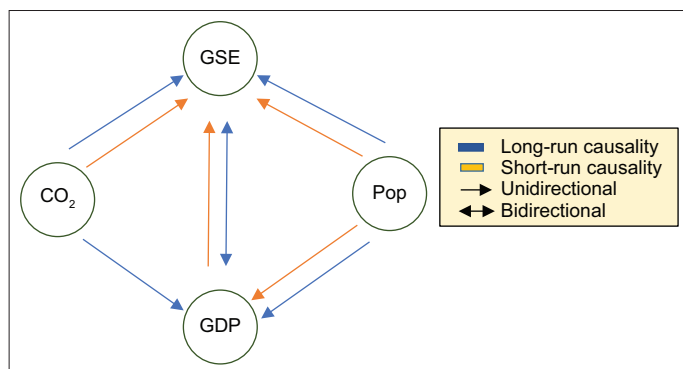 GSE
CO₂
Pop
GDP
Long-run causality
Short-run causality
Unidirectional
Bidirectional